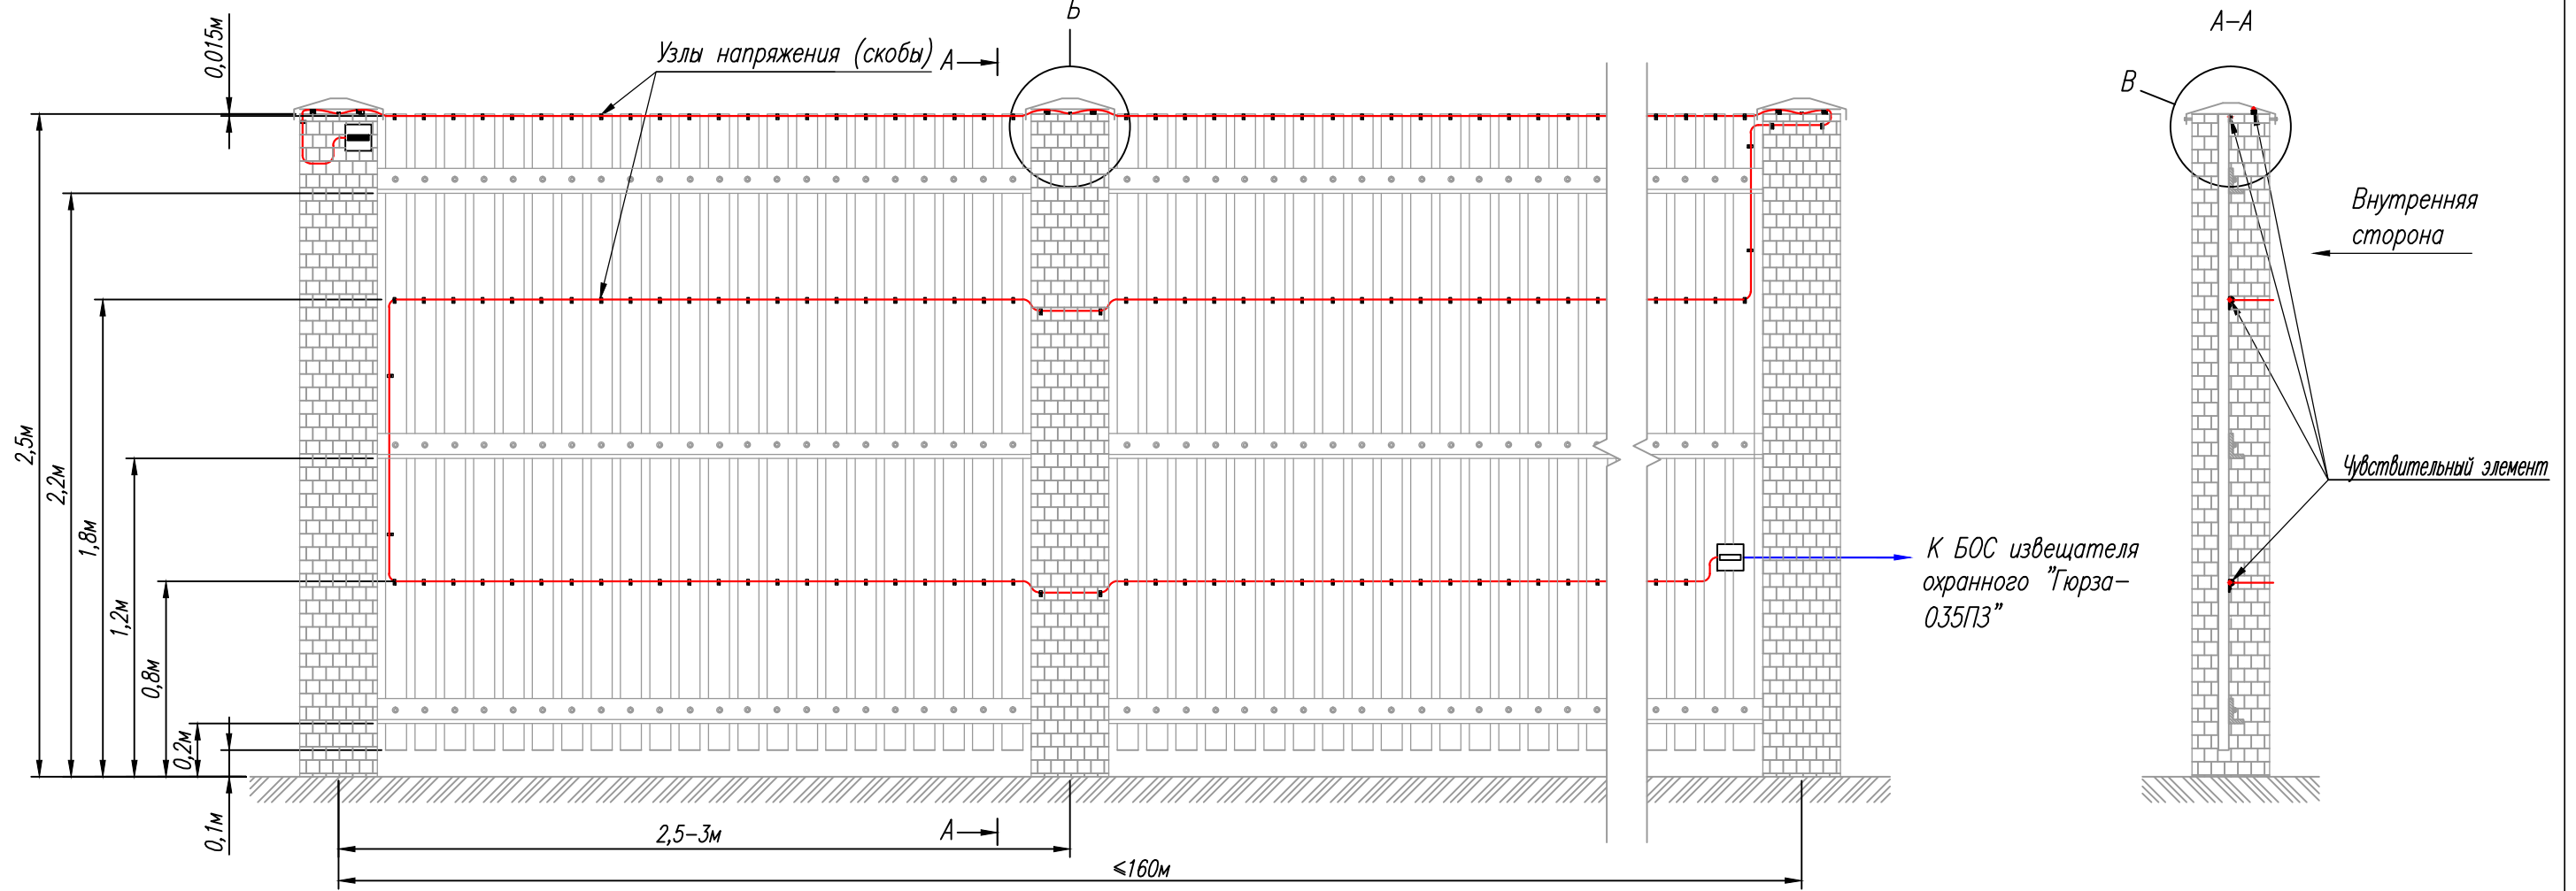 Б
А-А
0,015м
Узлы напряжения (скобы)
А
В
Внутренняя
сторона
2,5м
2,2м
1,8м
1,2м
0,8м
0,2м
0,1м
Чувствительный элемент
К БОС извещателя
охранного "Гюрза-
035ПЗ"
А
2,5-3м
≤160м